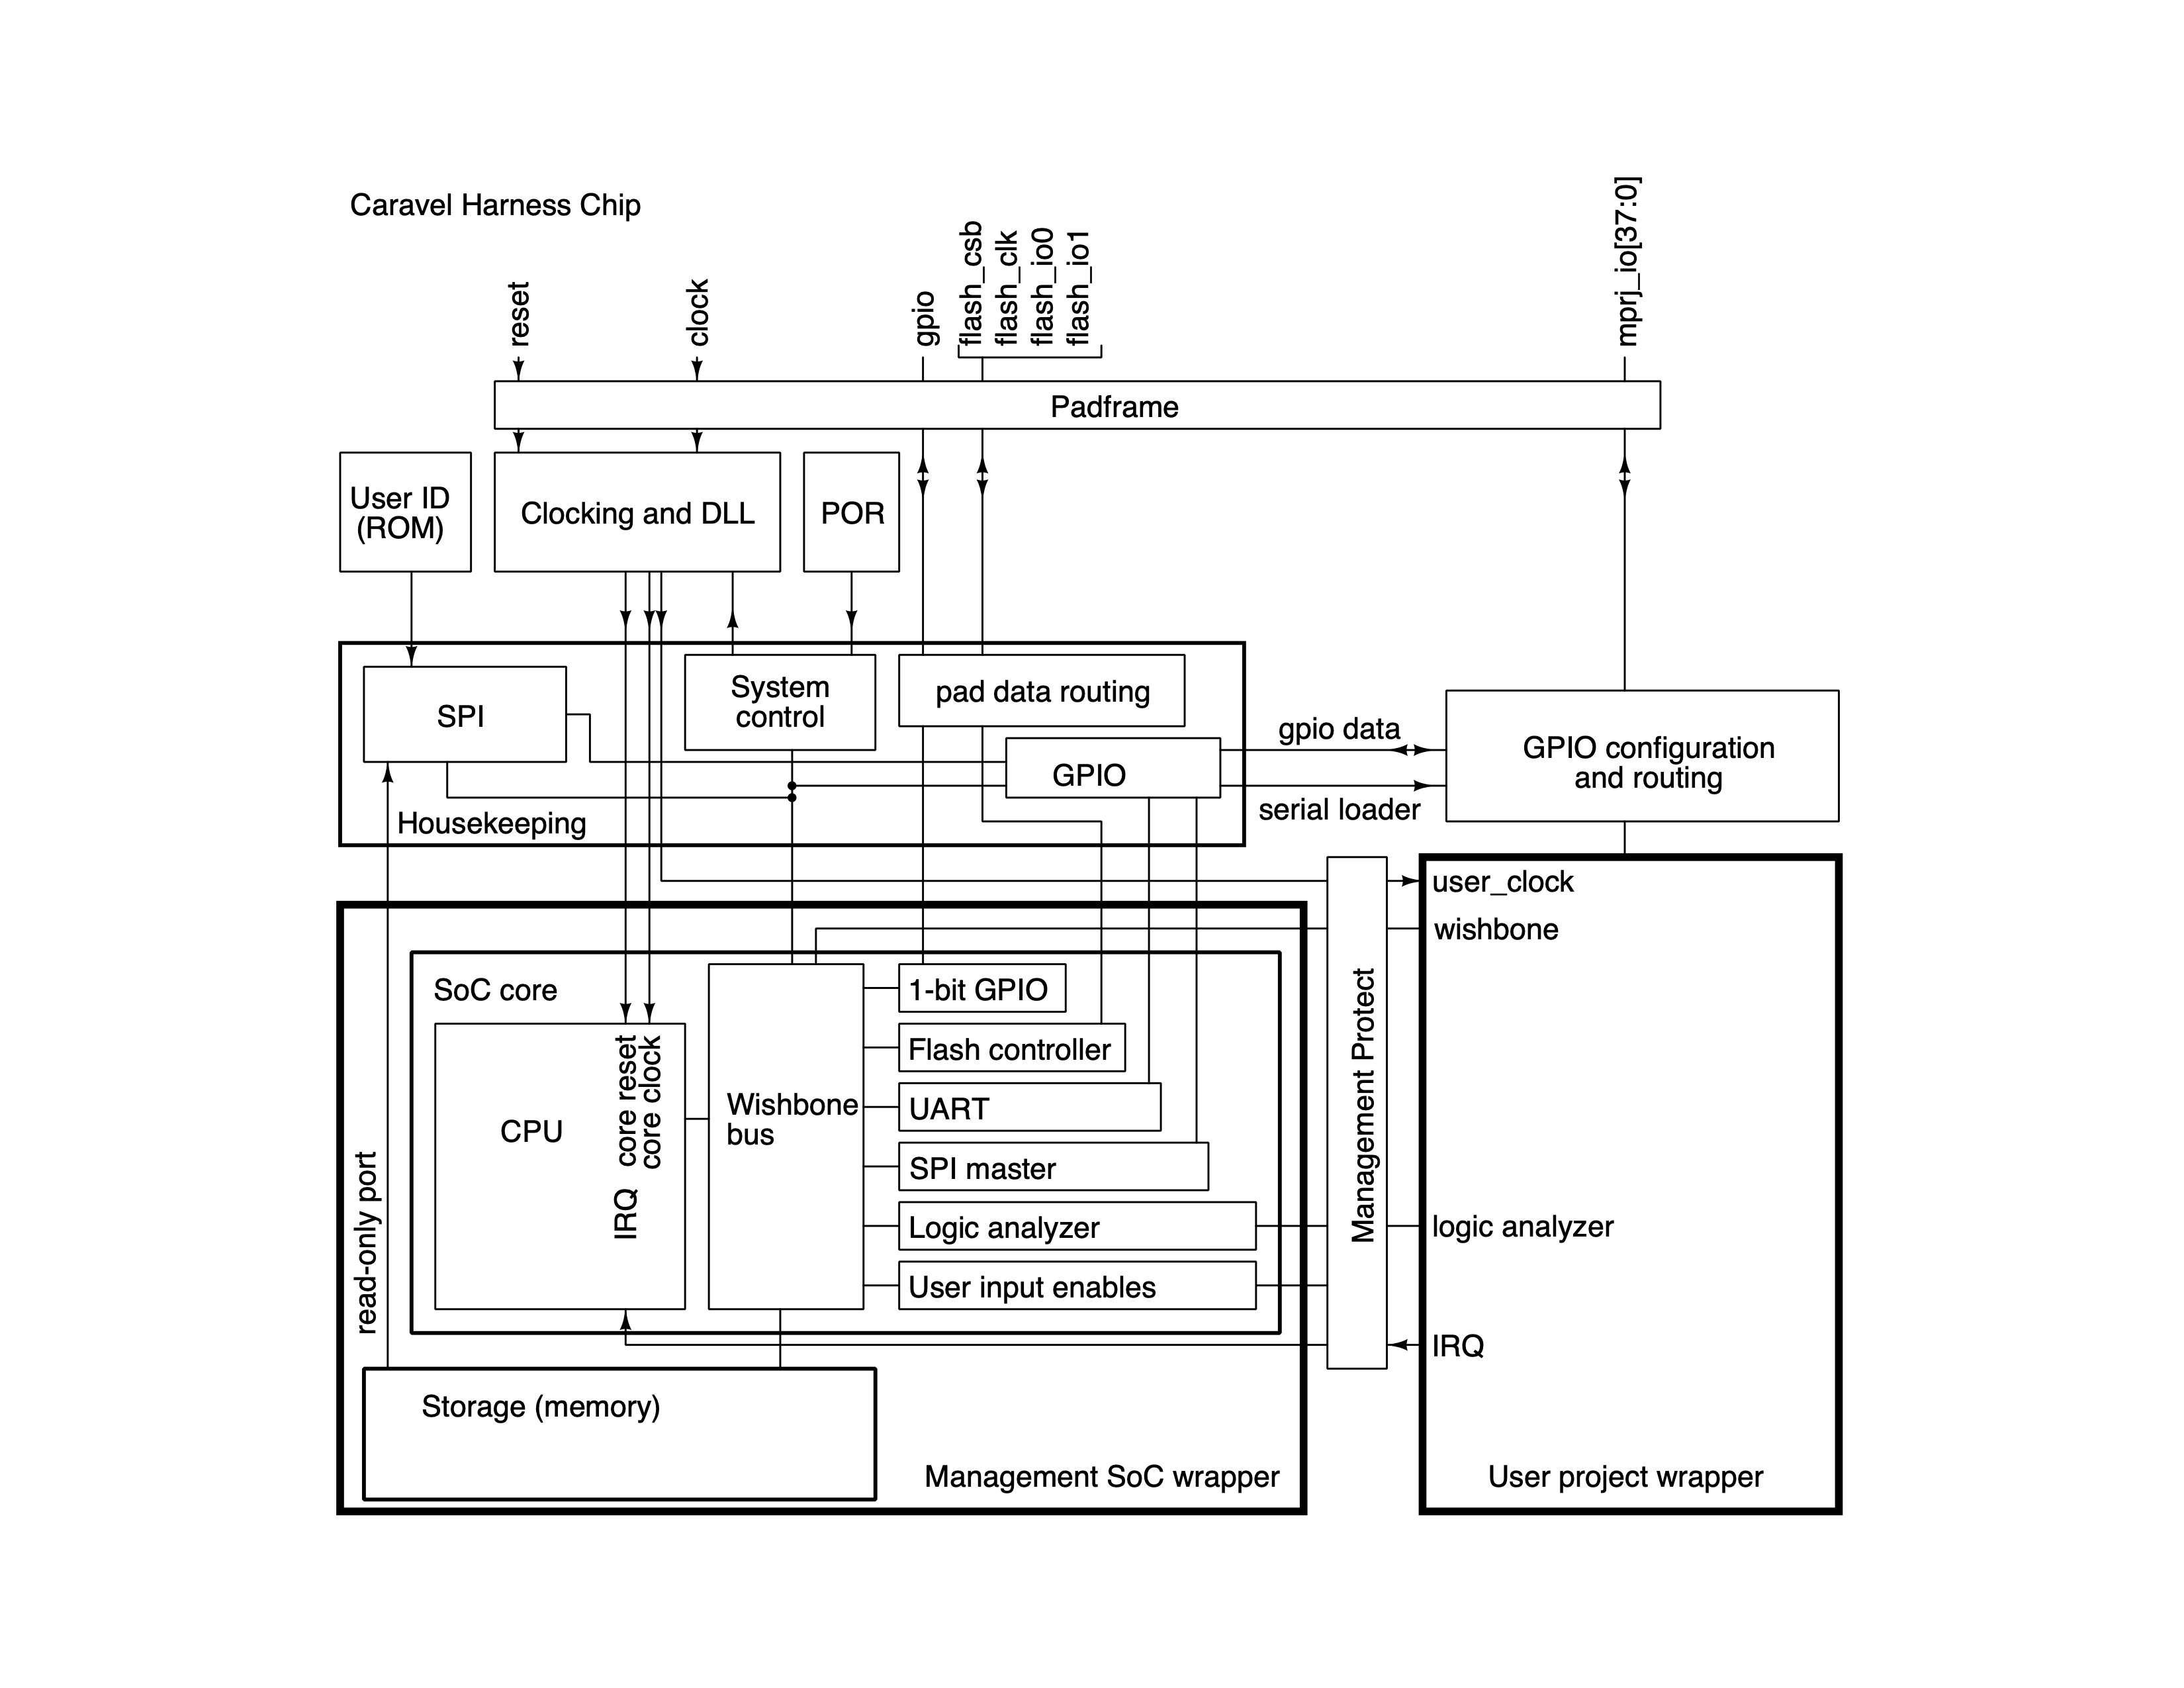 Caravel Harness Chip
reset
clock
gpio
flash_csb
flash_clk
flash_io0
flash_io1
mprj_io[37:0]
Padframe
User ID
(ROM)
Clocking and DLL
POR
SPI
System
control
pad data routing
GPIO
Housekeeping
gpio data
serial loader
GPIO configuration
and routing
SoC core
CPU
core reset
core clock
IRQ
Wishbone
bus
1-bit GPIO
Flash controller
UART
SPI master
Logic analyzer
User input enables
read-only port
Storage (memory)
Management SoC wrapper
Management Protect
user_clock
wishbone
logic analyzer
IRQ
User project wrapper